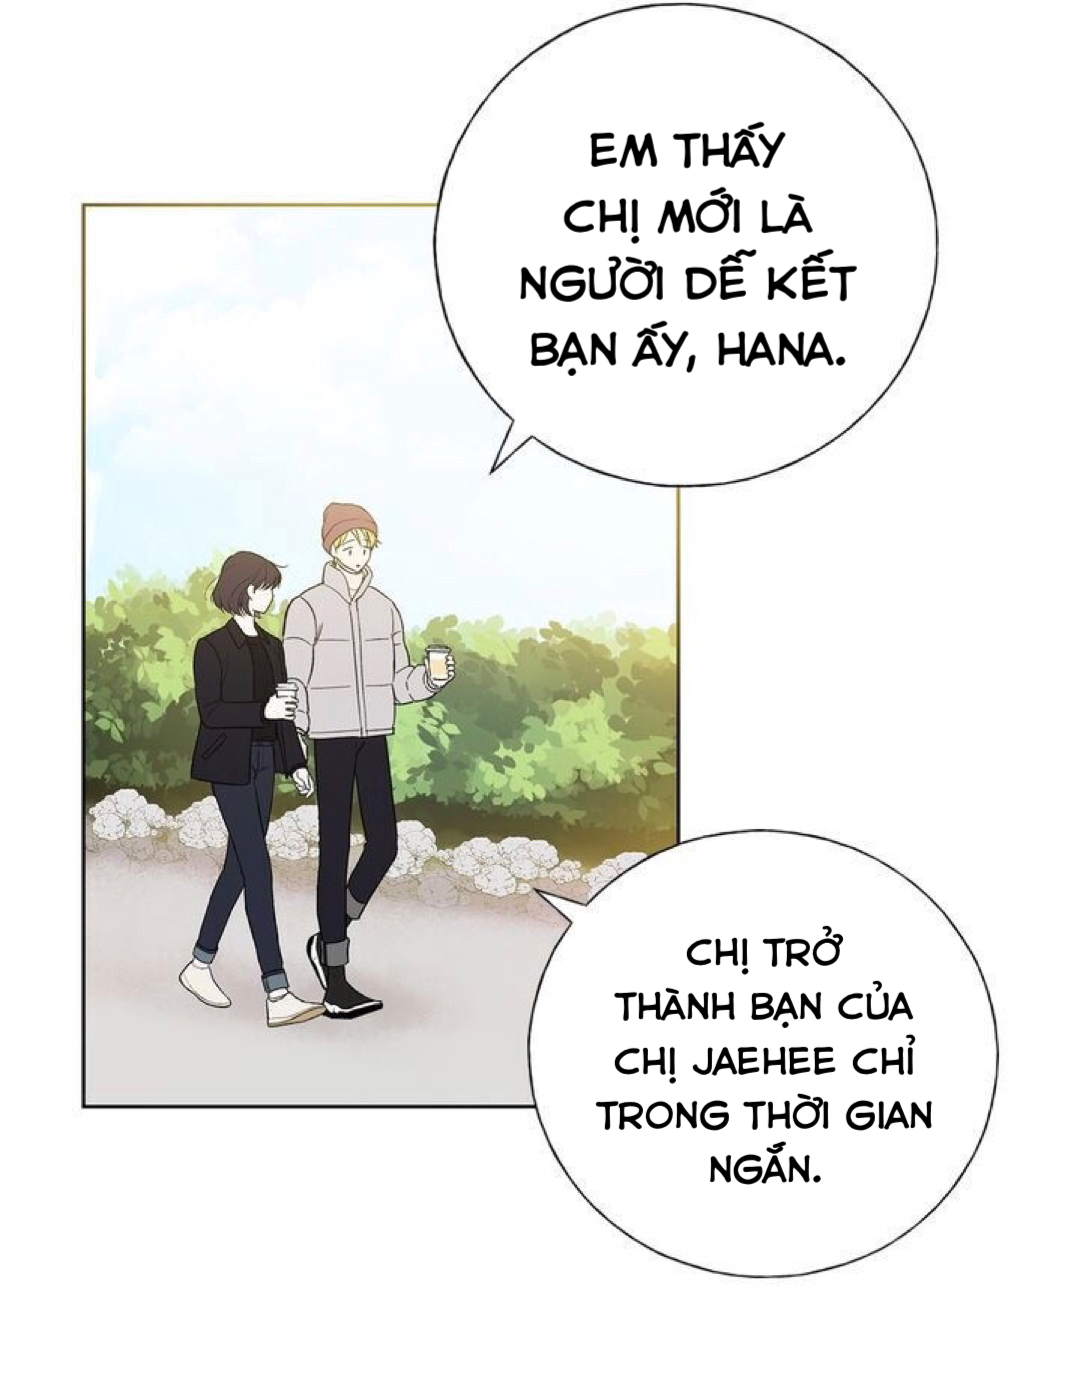 EM THẤY
CHỊ MỚI LÀ
NGƯỜI DỄ KẾT
BẠN ẤY, HANA.
CHỊ TRỞ
THÀNH BẠN CỦA
CHỊ JAEHEE CHỈ
TRONG THỜI GIAN
NGẮN.